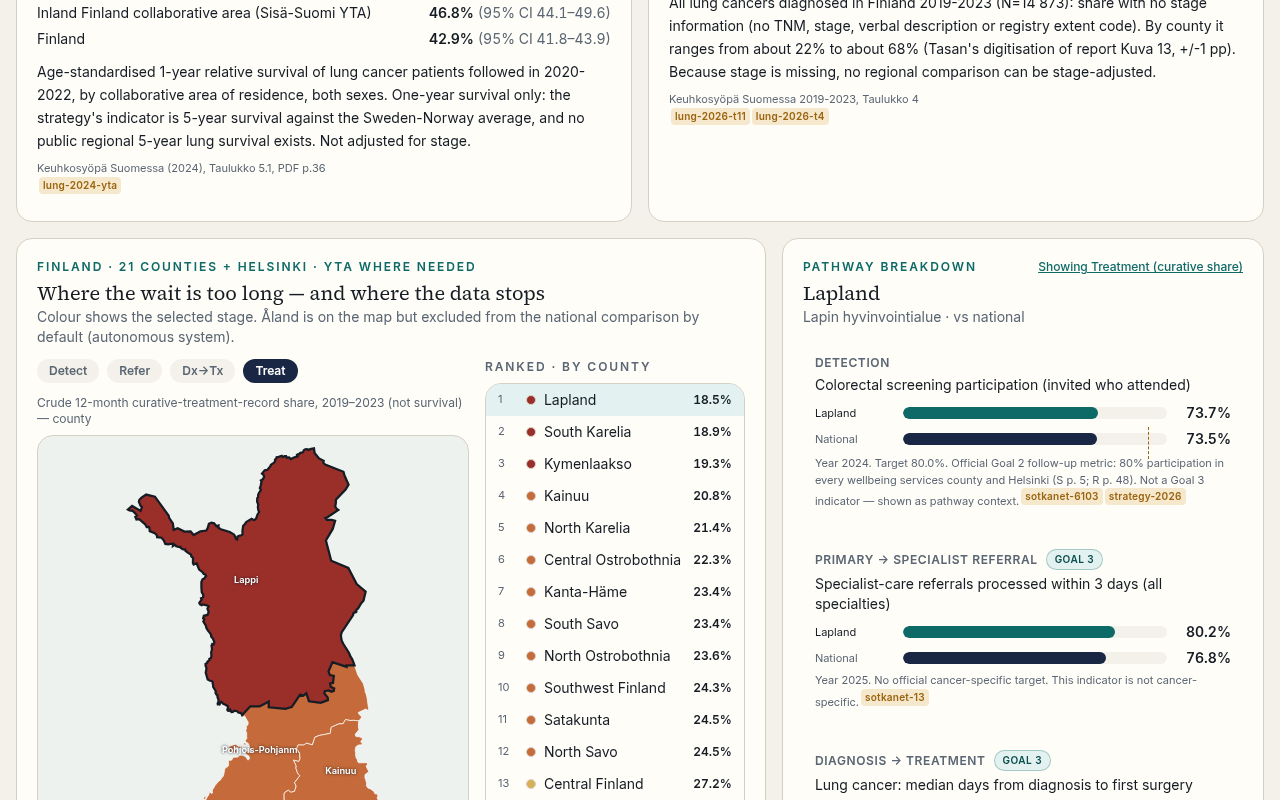 Inland Finland collaborative area (Sisä-Suomi YTA) 46.8% (95% CI 44.1–49.6)
Finland 42.9% (95% CI 41.8–43.9)
Age-standardised 1-year relative survival of lung cancer patients followed in 2020-
2022, by collaborative area of residence, both sexes. One-year survival only: the
strategy's indicator is 5-year survival against the Sweden-Norway average, and no
public regional 5-year lung survival exists. Not adjusted for stage.
Keuhkosyöpä Suomessa (2024), Taulukko 5.1, PDF p.36
lung-2024-yta
All lung cancers diagnosed in Finland 2019-2023 (N=14 873): share with no stage
information (no TNM, stage, verbal description or registry extent code). By county it
ranges from about 22% to about 68% (Tasan's digitisation of report Kuva 13, +/-1 pp).
Because stage is missing, no regional comparison can be stage-adjusted.
Keuhkosyöpä Suomessa 2019-2023, Taulukko 4
lung-2026-t11 lung-2026-t4
FINLAND · 21 COUNTIES + HELSINKI · YTA WHERE NEEDED
Where the wait is too long — and where the data stops
Colour shows the selected stage. Åland is on the map but excluded from the national comparison by
default (autonomous system).
Detect Refer Dx→Tx Treat
Crude 12-month curative-treatment-record share, 2019–2023 (not survival)
— county
Lappi
Pohjois-Pohjanm
Kainuu
RANKED · BY COUNTY
1 Lapland 18.5%
2 South Karelia 18.9%
3 Kymenlaakso 19.3%
4 Kainuu 20.8%
5 North Karelia 21.4%
6 Central Ostrobothnia 22.3%
7 Kanta-Häme 23.4%
8 South Savo 23.4%
9 North Ostrobothnia 23.6%
10 Southwest Finland 24.3%
11 Satakunta 24.5%
12 North Savo 24.5%
13 Central Finland 27.2%
PATHWAY BREAKDOWN Showing Treatment (curative share)
Lapland
Lapin hyvinvointialue · vs national
DETECTION
Colorectal screening participation (invited who attended)
Lapland 73.7%
National 73.5%
Year 2024. Target 80.0%. Official Goal 2 follow-up metric: 80% participation in
every wellbeing services county and Helsinki (S p. 5; R p. 48). Not a Goal 3
indicator — shown as pathway context. sotkanet-6103 strategy-2026
PRIMARY → SPECIALIST REFERRAL GOAL 3
Specialist-care referrals processed within 3 days (all
specialties)
Lapland 80.2%
National 76.8%
Year 2025. No official cancer-specific target. This indicator is not cancer-
specific. sotkanet-13
DIAGNOSIS → TREATMENT GOAL 3
Lung cancer: median days from diagnosis to first surgery